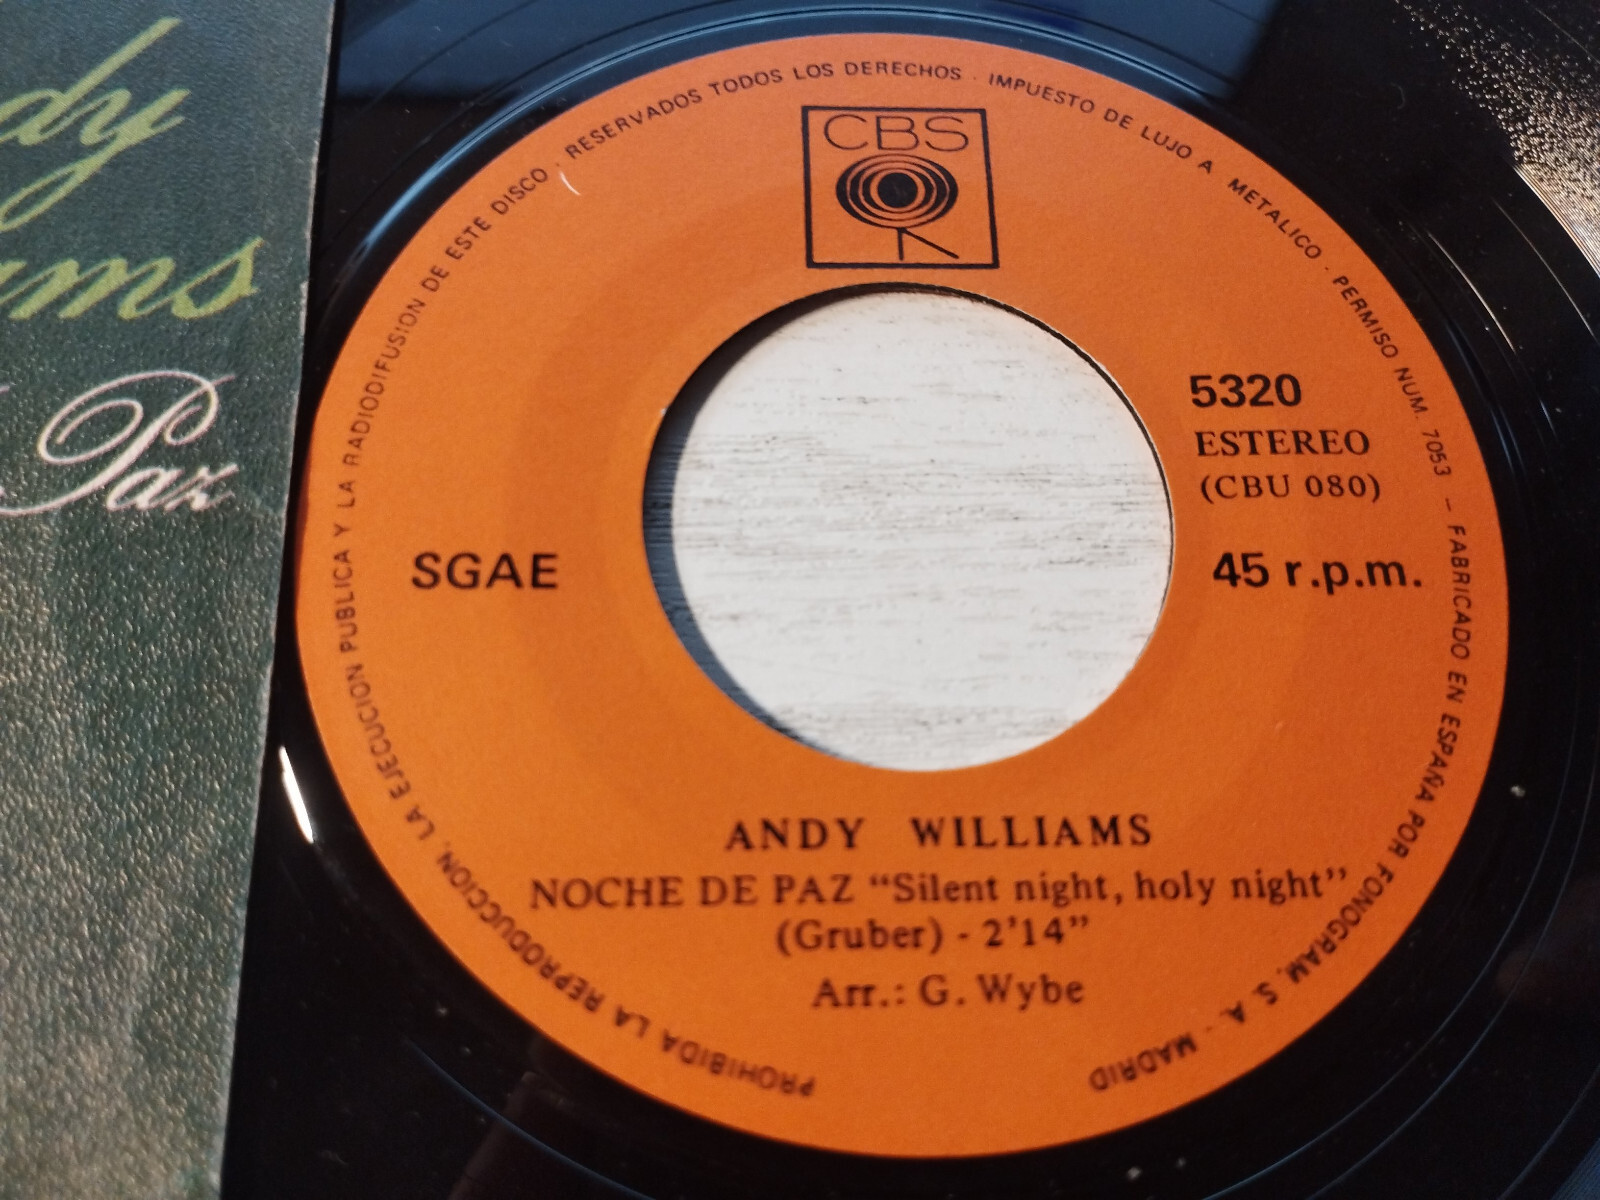 dy
ams
Paz
PROHIBIDA LA REPRODUCCION, LA EJECUCION PUBLICA Y LA RADIODIFUSION DE ESTE DISCO · RESERVADOS TODOS LOS DERECHOS · IMPUESTO DE LUJO A METALICO · PERMISO NUM. 7053 – FABRICADO EN ESPAÑA POR FONOGRAM, S. A. - MADRID
CBS
5320
ESTEREO
(CBU 080)
SGAE
45 r.p.m.
ANDY WILLIAMS
NOCHE DE PAZ “Silent night, holy night”
(Gruber) - 2’14”
Arr.: G. Wybe